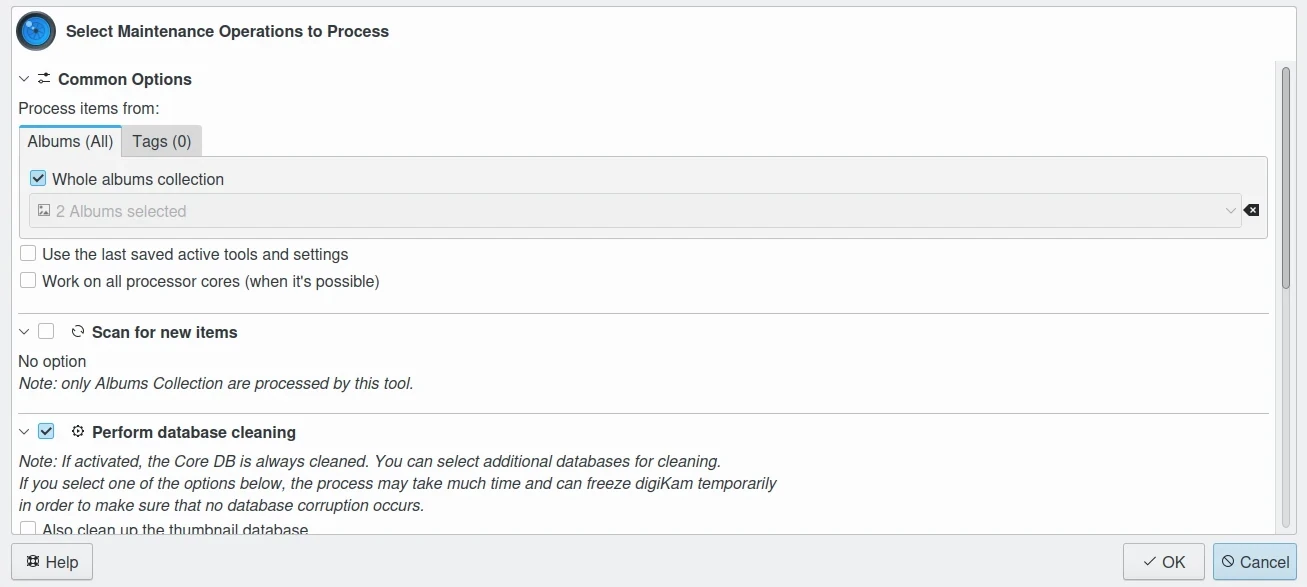 Select Maintenance Operations to Process
Common Options
Process items from:
Albums (All) Tags (0)
Whole albums collection
2 Albums selected
Use the last saved active tools and settings
Work on all processor cores (when it's possible)
Scan for new items
No option
Note: only Albums Collection are processed by this tool.
Perform database cleaning
Note: If activated, the Core DB is always cleaned. You can select additional databases for cleaning.
If you select one of the options below, the process may take much time and can freeze digiKam temporarily
in order to make sure that no database corruption occurs.
Also clean up the thumbnail database
Help OK Cancel